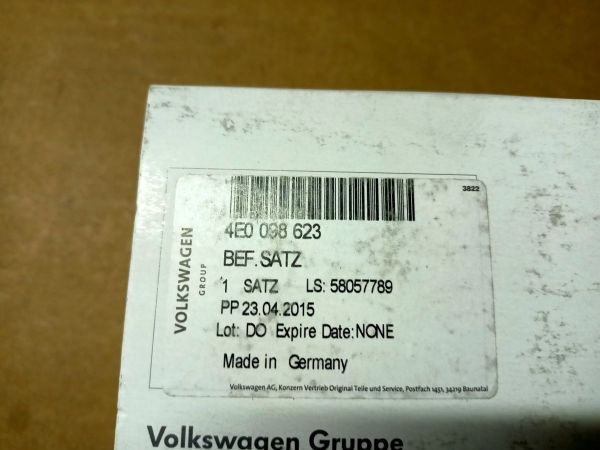 3822
4E0 098 623
BEF.SATZ
1 SATZ LS: 58057789
PP 23.04.2015
Lot: DO Expire Date:NONE
Made in Germany
VOLKSWAGEN
GROUP
Volkswagen AG, Konzern Vertrieb Original Teile und Service, Postfach 1451, 34219 Baunatal
Volkswagen Gruppe